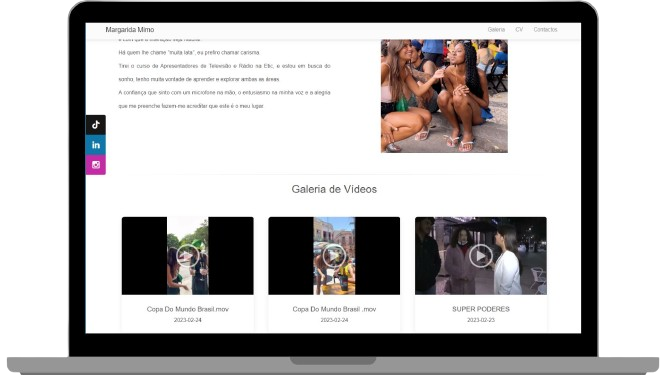 Margarida Mimo
Galeria CV Contactos
Há quem lhe chame "muita lata", eu prefiro chamar carisma.
Tirei o curso de Apresentadores de Televisão e Rádio na Etic, e estou em busca do
sonho, tenho muita vontade de aprender e explorar ambas as áreas
A confiança que sinto com um microfone na mão, o entusiasmo na minha voz e a alegria
que me preenche fazem-me acreditar que este é o meu lugar
in
Galeria de Vídeos
Copa Do Mundo Brasil.mov
2023-02-24
Copa Do Mundo Brasil .mov
2023-02-24
SUPER PODERES
2023-02-23